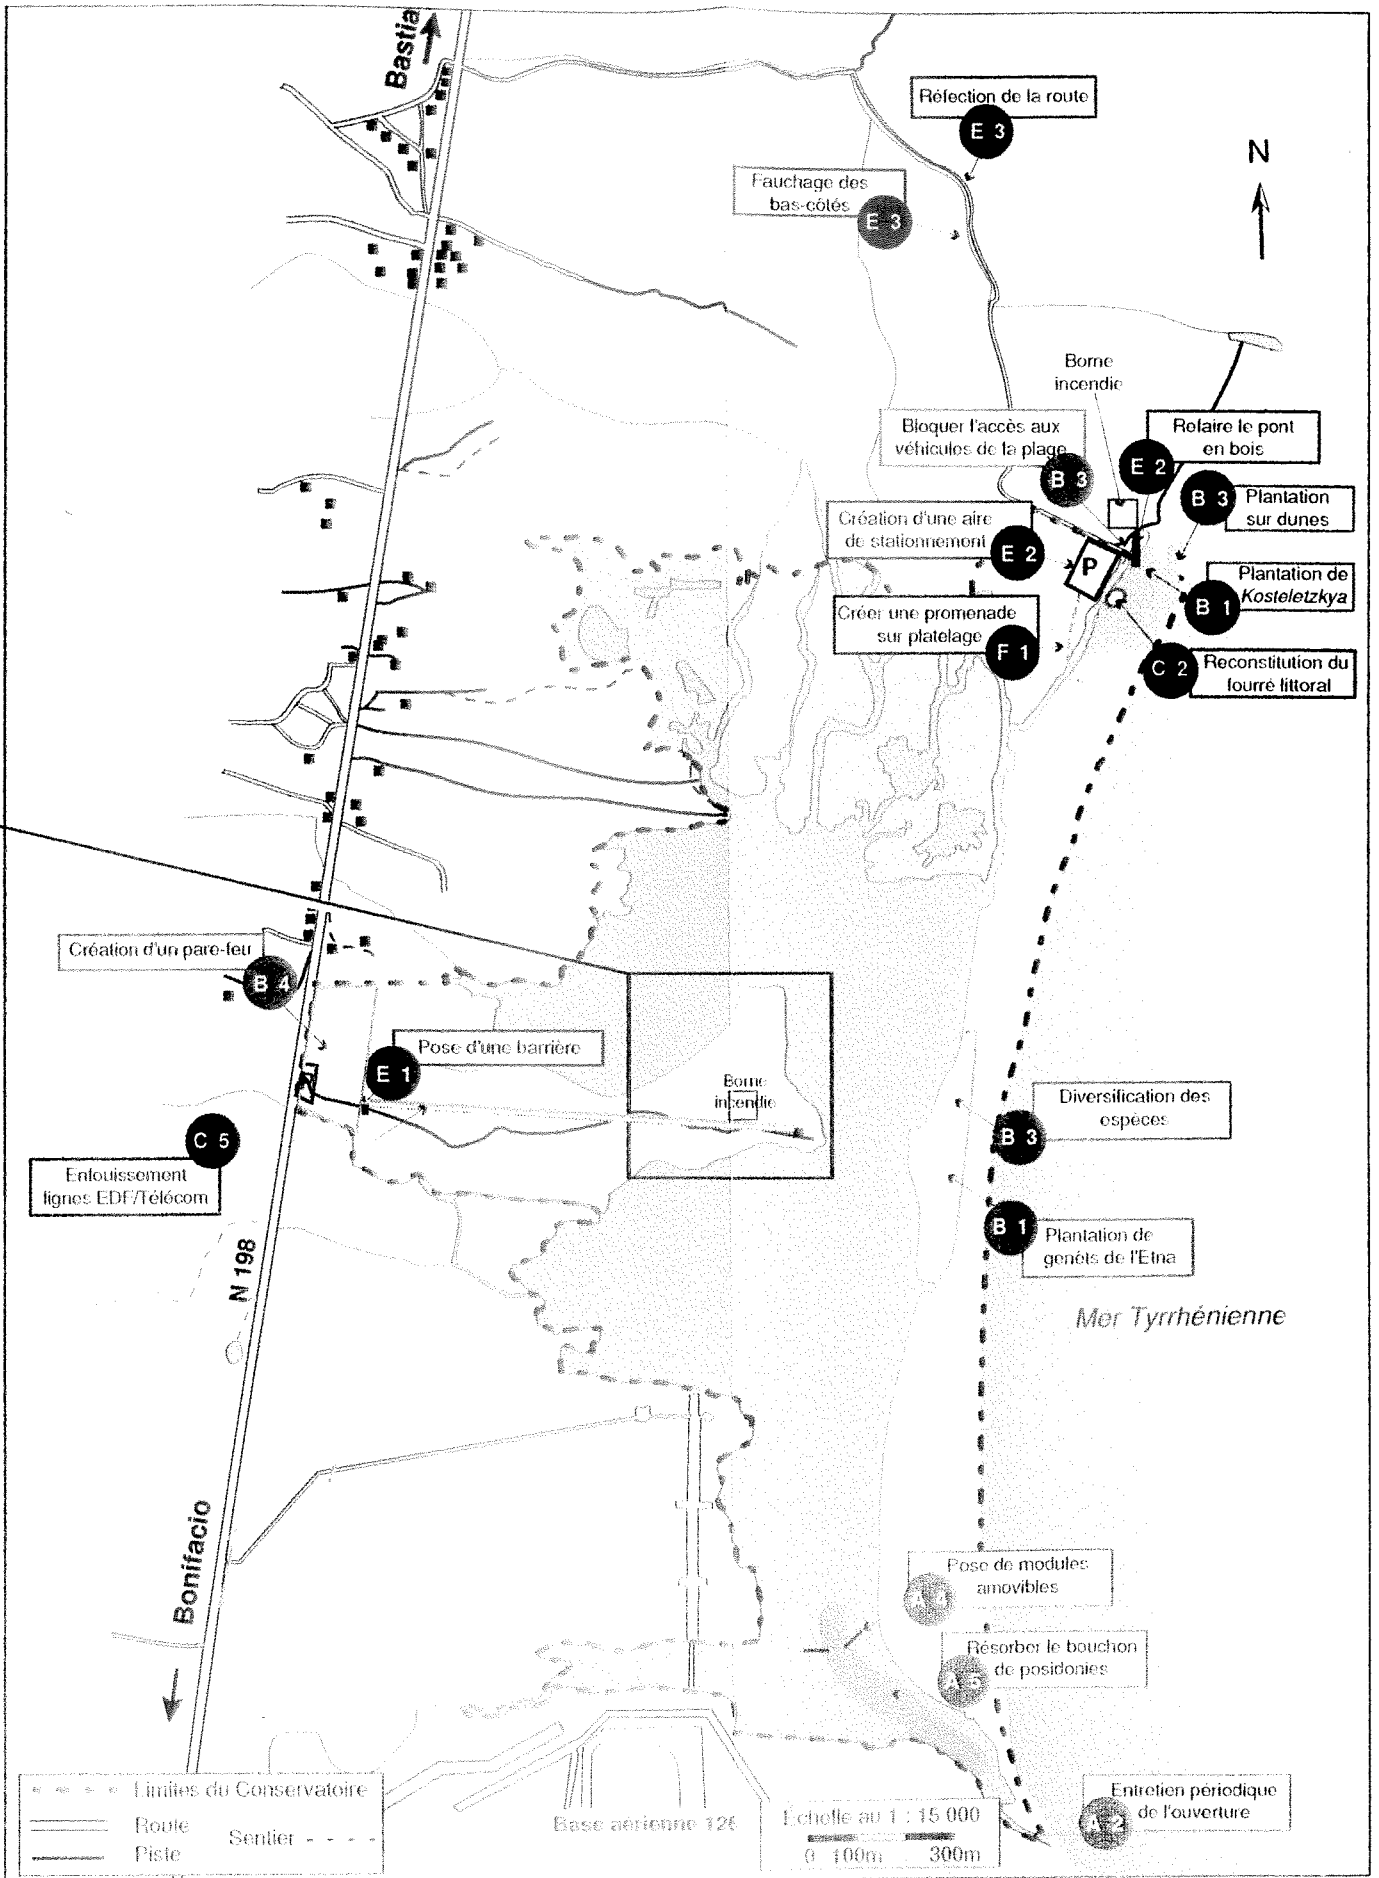 Bastia
Réfection de la route
E 3
N
Fauchage des
bas-côtés
E 3
Borne
incendie
Bloquer l'accès aux
véhicules de la plage
B 3
Refaire le pont
en bois
E 2
B 3
Plantation
sur dunes
Création d'une aire
de stationnement
E 2
P
Plantation de
Kosteletzkya
B 1
Créer une promenade
sur platelage
F 1
C 2
Reconstitution du
fourré littoral
Création d'un pare-feu
B 4
Pose d'une barrière
E 1
Borne
incendie
Diversification des
espèces
B 3
C 5
Enfouissement
lignes EDF/Télécom
B 1
Plantation de
genêts de l'Etna
N 198
Mer Tyrrhénienne
Bonifacio
Pose de modules
amovibles
A 4
Résorber le bouchon
de posidonies
A 5
Limites du Conservatoire
Route
Sentier
Piste
Base aérienne 126
Echelle au 1 : 15 000
0 100m 300m
Entretien périodique
de l'ouverture
A 2